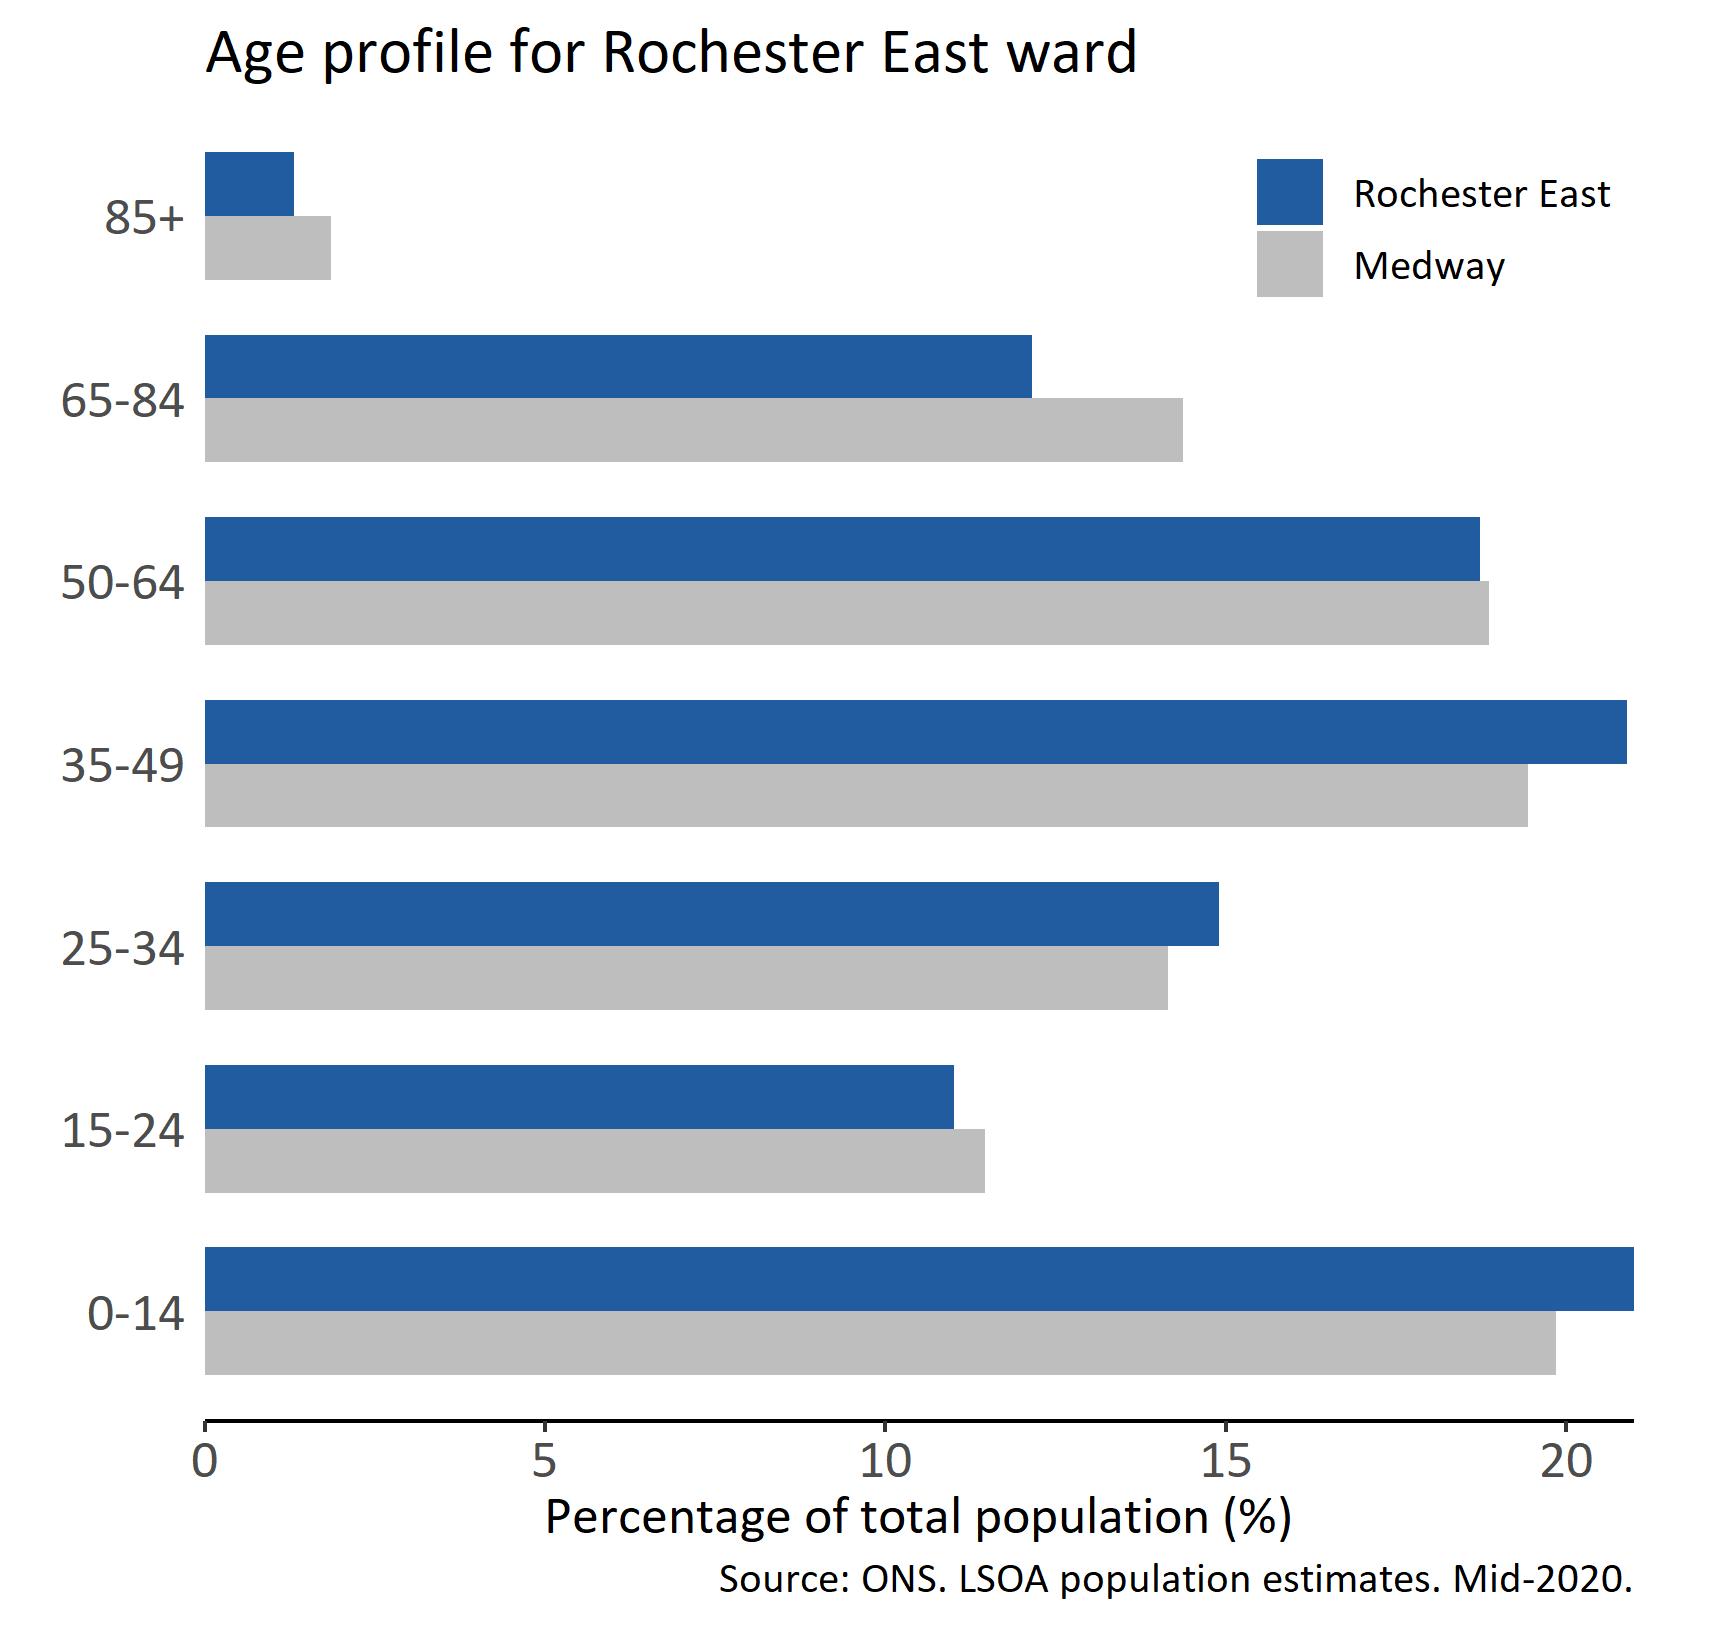 Age profile for Rochester East ward
Rochester East
Medway
85+
65-84
50-64
35-49
25-34
15-24
0-14
0 5 10 15 20
Percentage of total population (%)
Source: ONS. LSOA population estimates. Mid-2020.